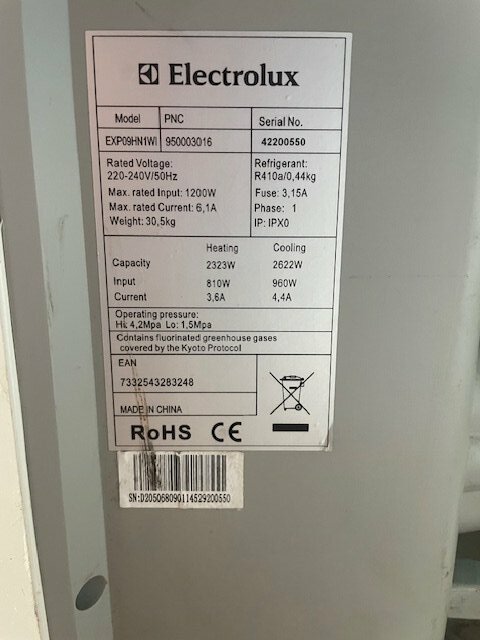 Electrolux
Model PNC Serial No.
EXP09HN1WI 950003016 42200550
Rated Voltage:
220-240V/50Hz
Max. rated Input: 1200W
Max. rated Current: 6,1A
Weight: 30,5kg
Refrigerant:
R410a/0,44kg
Fuse: 3,15A
Phase: 1
IP: IPX0
Heating Cooling
Capacity 2323W 2622W
Input 810W 960W
Current 3,6A 4,4A
Operating pressure:
Hi: 4,2Mpa Lo: 1,5Mpa
Contains fluorinated greenhouse gases
covered by the Kyoto Protocol
EAN
7332543283248
MADE IN CHINA
RoHS CE
SN:D205068090114529200550